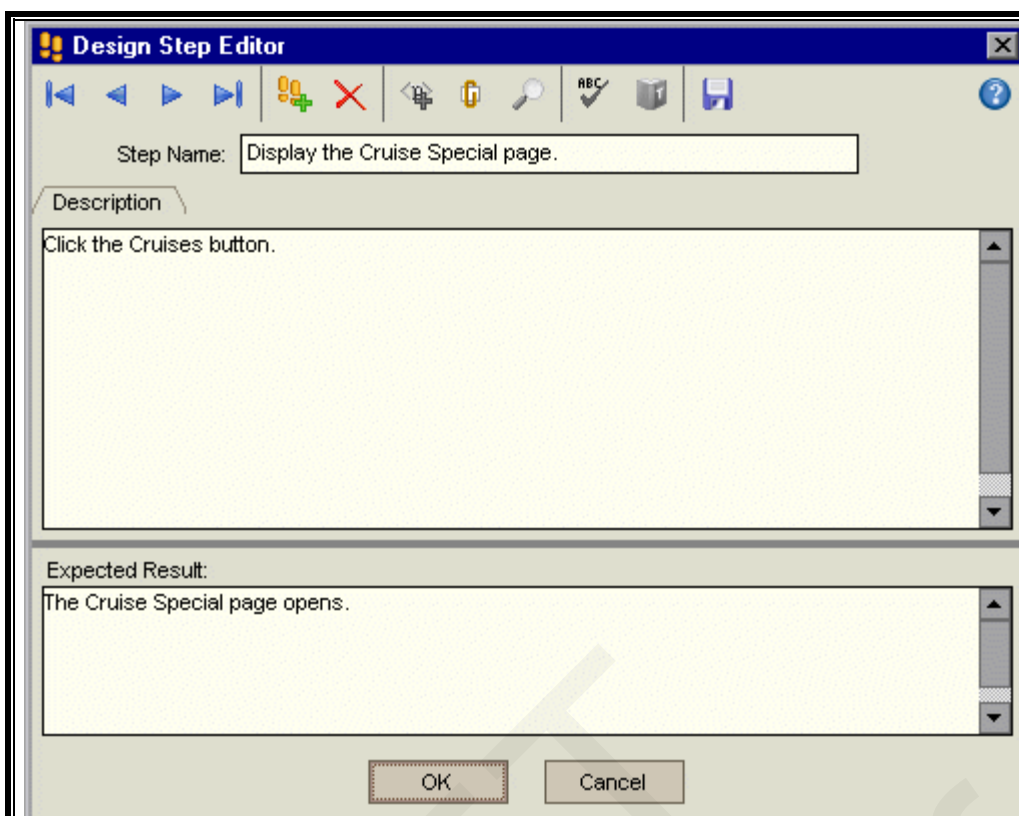 Design Step Editor
ABC
Step Name: Display the Cruise Special page.
Description
Click the Cruises button.
Expected Result:
The Cruise Special page opens.
OK Cancel